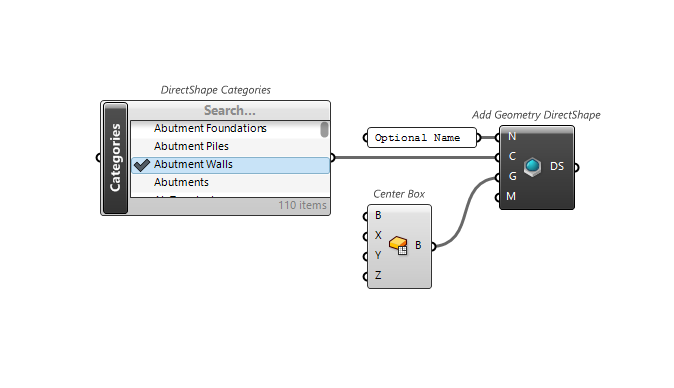 DirectShape Categories
Categories
Search...
Abutment Foundations
Abutment Piles
Abutment Walls
Abutments
110 items
Optional Name
Add Geometry DirectShape
N
C
G
M
DS
Center Box
B
X
Y
Z
B